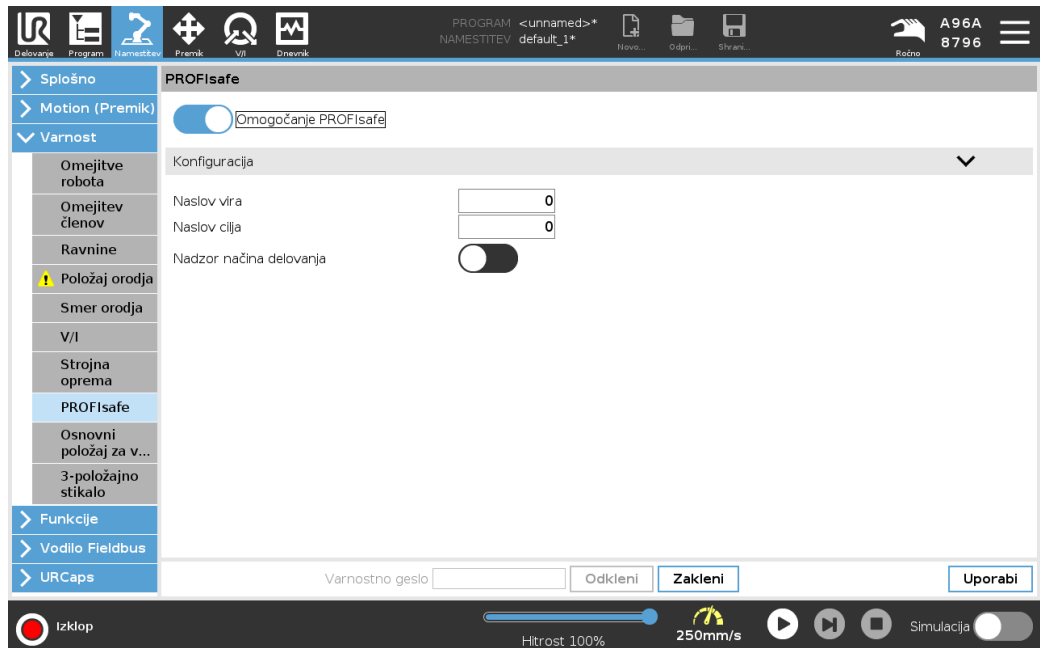 UR
Delovanje
Program
Namestitev
Premik
V/I
Dnevnik
PROGRAM <unnamed>*
NAMESTITEV default_1*
Novo...
Odpri...
Shrani...
Ročno
A96A
8796
Splošno
Motion (Premik)
Varnost
Omejitve
robota
Omejitev
členov
Ravnine
Položaj orodja
Smer orodja
V/I
Strojna
oprema
PROFIsafe
Osnovni
položaj za v...
3-položajno
stikalo
Funkcije
Vodilo Fieldbus
URCaps
PROFIsafe
Omogočanje PROFIsafe
Konfiguracija
Naslov vira 0
Naslov cilja 0
Nadzor načina delovanja
Varnostno geslo
Odkleni
Zakleni
Uporabi
Izklop
Hitrost 100%
250mm/s
Simulacija